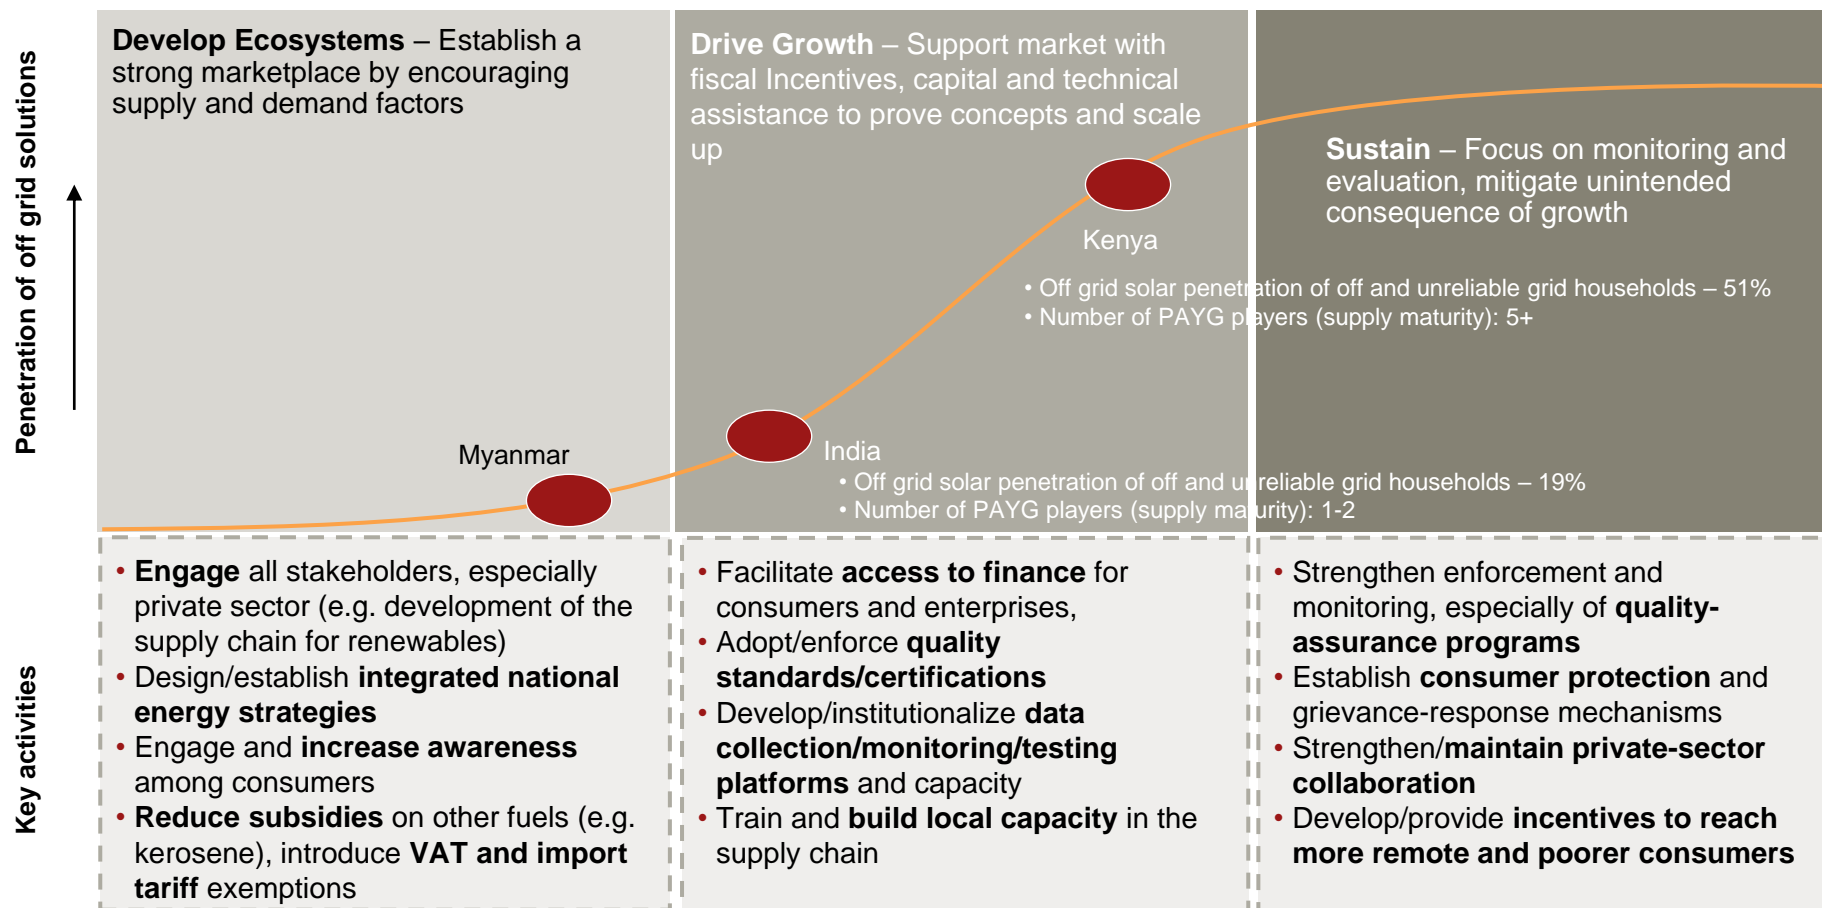 Penetration of off grid solutions
Develop Ecosystems – Establish a
strong marketplace by encouraging
supply and demand factors
Drive Growth – Support market with
fiscal Incentives, capital and technical
assistance to prove concepts and scale
up
Sustain – Focus on monitoring and
evaluation, mitigate unintended
consequence of growth
Kenya
• Off grid solar penetration of off and unreliable grid households – 51%
• Number of PAYG players (supply maturity): 5+
Myanmar
India
• Off grid solar penetration of off and unreliable grid households – 19%
• Number of PAYG players (supply maturity): 1-2
Key activities
• Engage all stakeholders, especially
private sector (e.g. development of the
supply chain for renewables)
• Design/establish integrated national
energy strategies
• Engage and increase awareness
among consumers
• Reduce subsidies on other fuels (e.g.
kerosene), introduce VAT and import
tariff exemptions
• Facilitate access to finance for
consumers and enterprises,
• Adopt/enforce quality
standards/certifications
• Develop/institutionalize data
collection/monitoring/testing
platforms and capacity
• Train and build local capacity in the
supply chain
• Strengthen enforcement and
monitoring, especially of quality-
assurance programs
• Establish consumer protection and
grievance-response mechanisms
• Strengthen/maintain private-sector
collaboration
• Develop/provide incentives to reach
more remote and poorer consumers